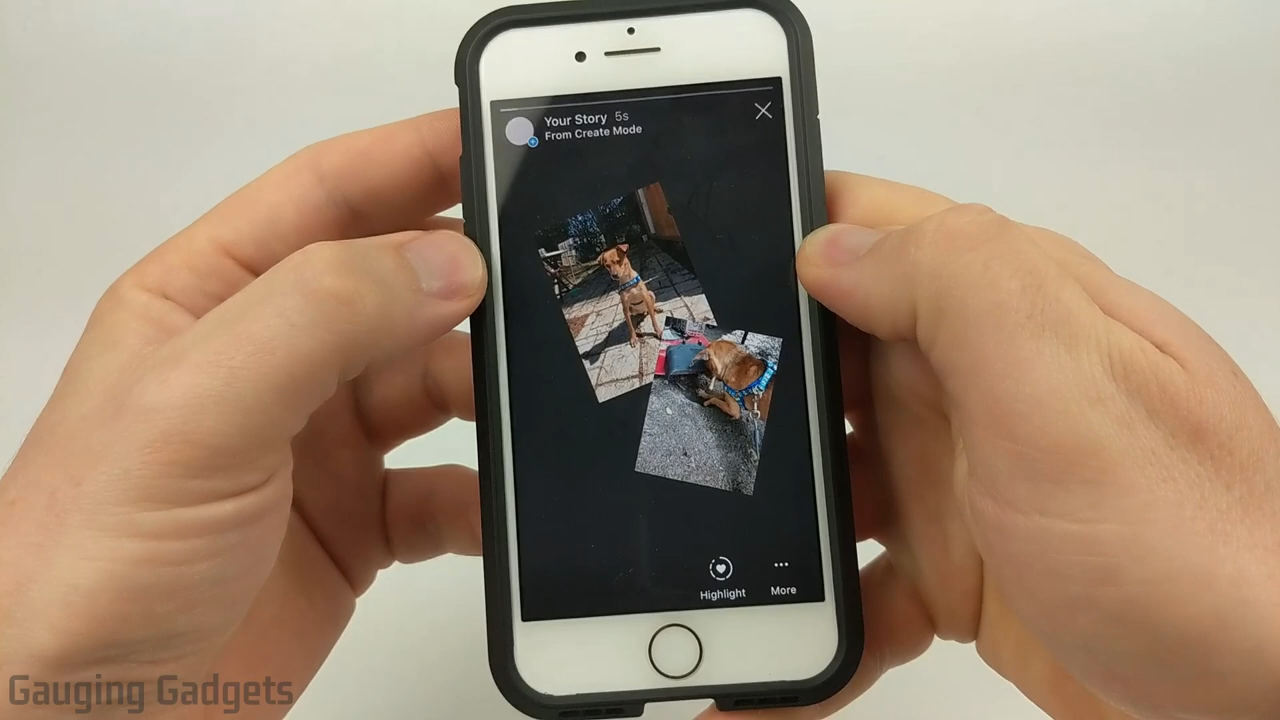 Your Story 5s
From Create Mode
Highlight
More
Gauging Gadgets